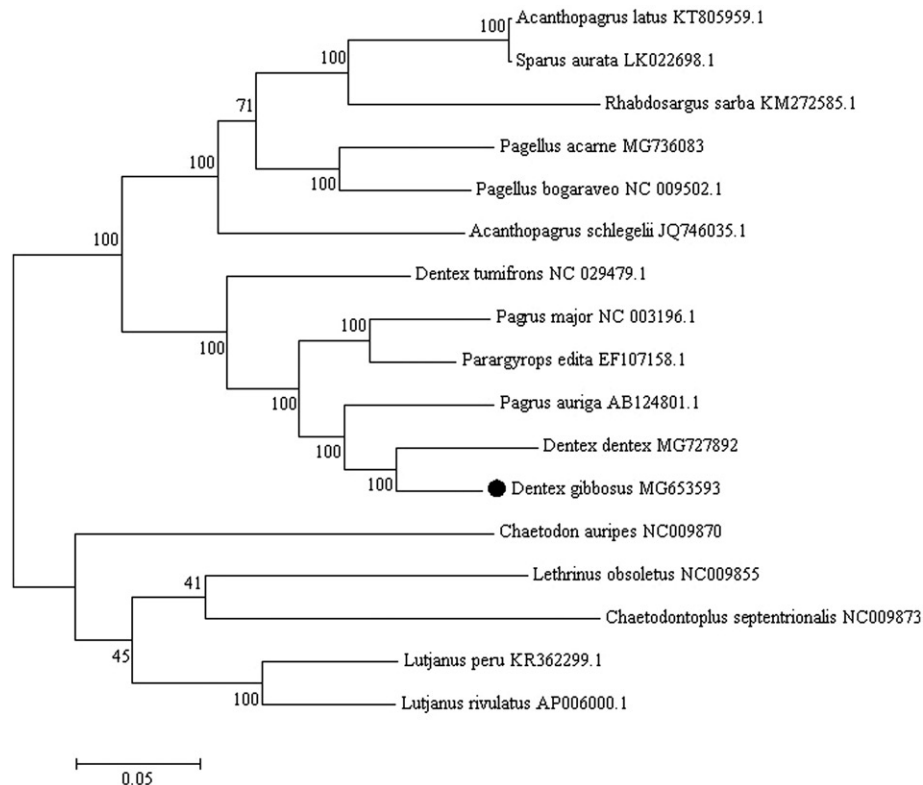 Acanthopagrus latus KT805959.1
100
Sparus aurata LK022698.1
100
Rhabdosargus sarba KM272585.1
71
Pagellus acarne MG736083
100
100
Pagellus bogaraveo NC 009502.1
Acanthopagrus schlegelii JQ746035.1
100
Dentex tumifrons NC 029479.1
Pagrus major NC 003196.1
100
100
Parargyrops edita EF107158.1
Pagrus auriga AB124801.1
100
Dentex dentex MG727892
100
100
Dentex gibbosus MG653593
Chaetodon auripes NC009870
Lethrinus obsoletus NC009855
41
Chaetodontoplus septentrionalis NC009873
45
Lutjanus peru KR362299.1
100
Lutjanus rivulatus AP006000.1
0.05